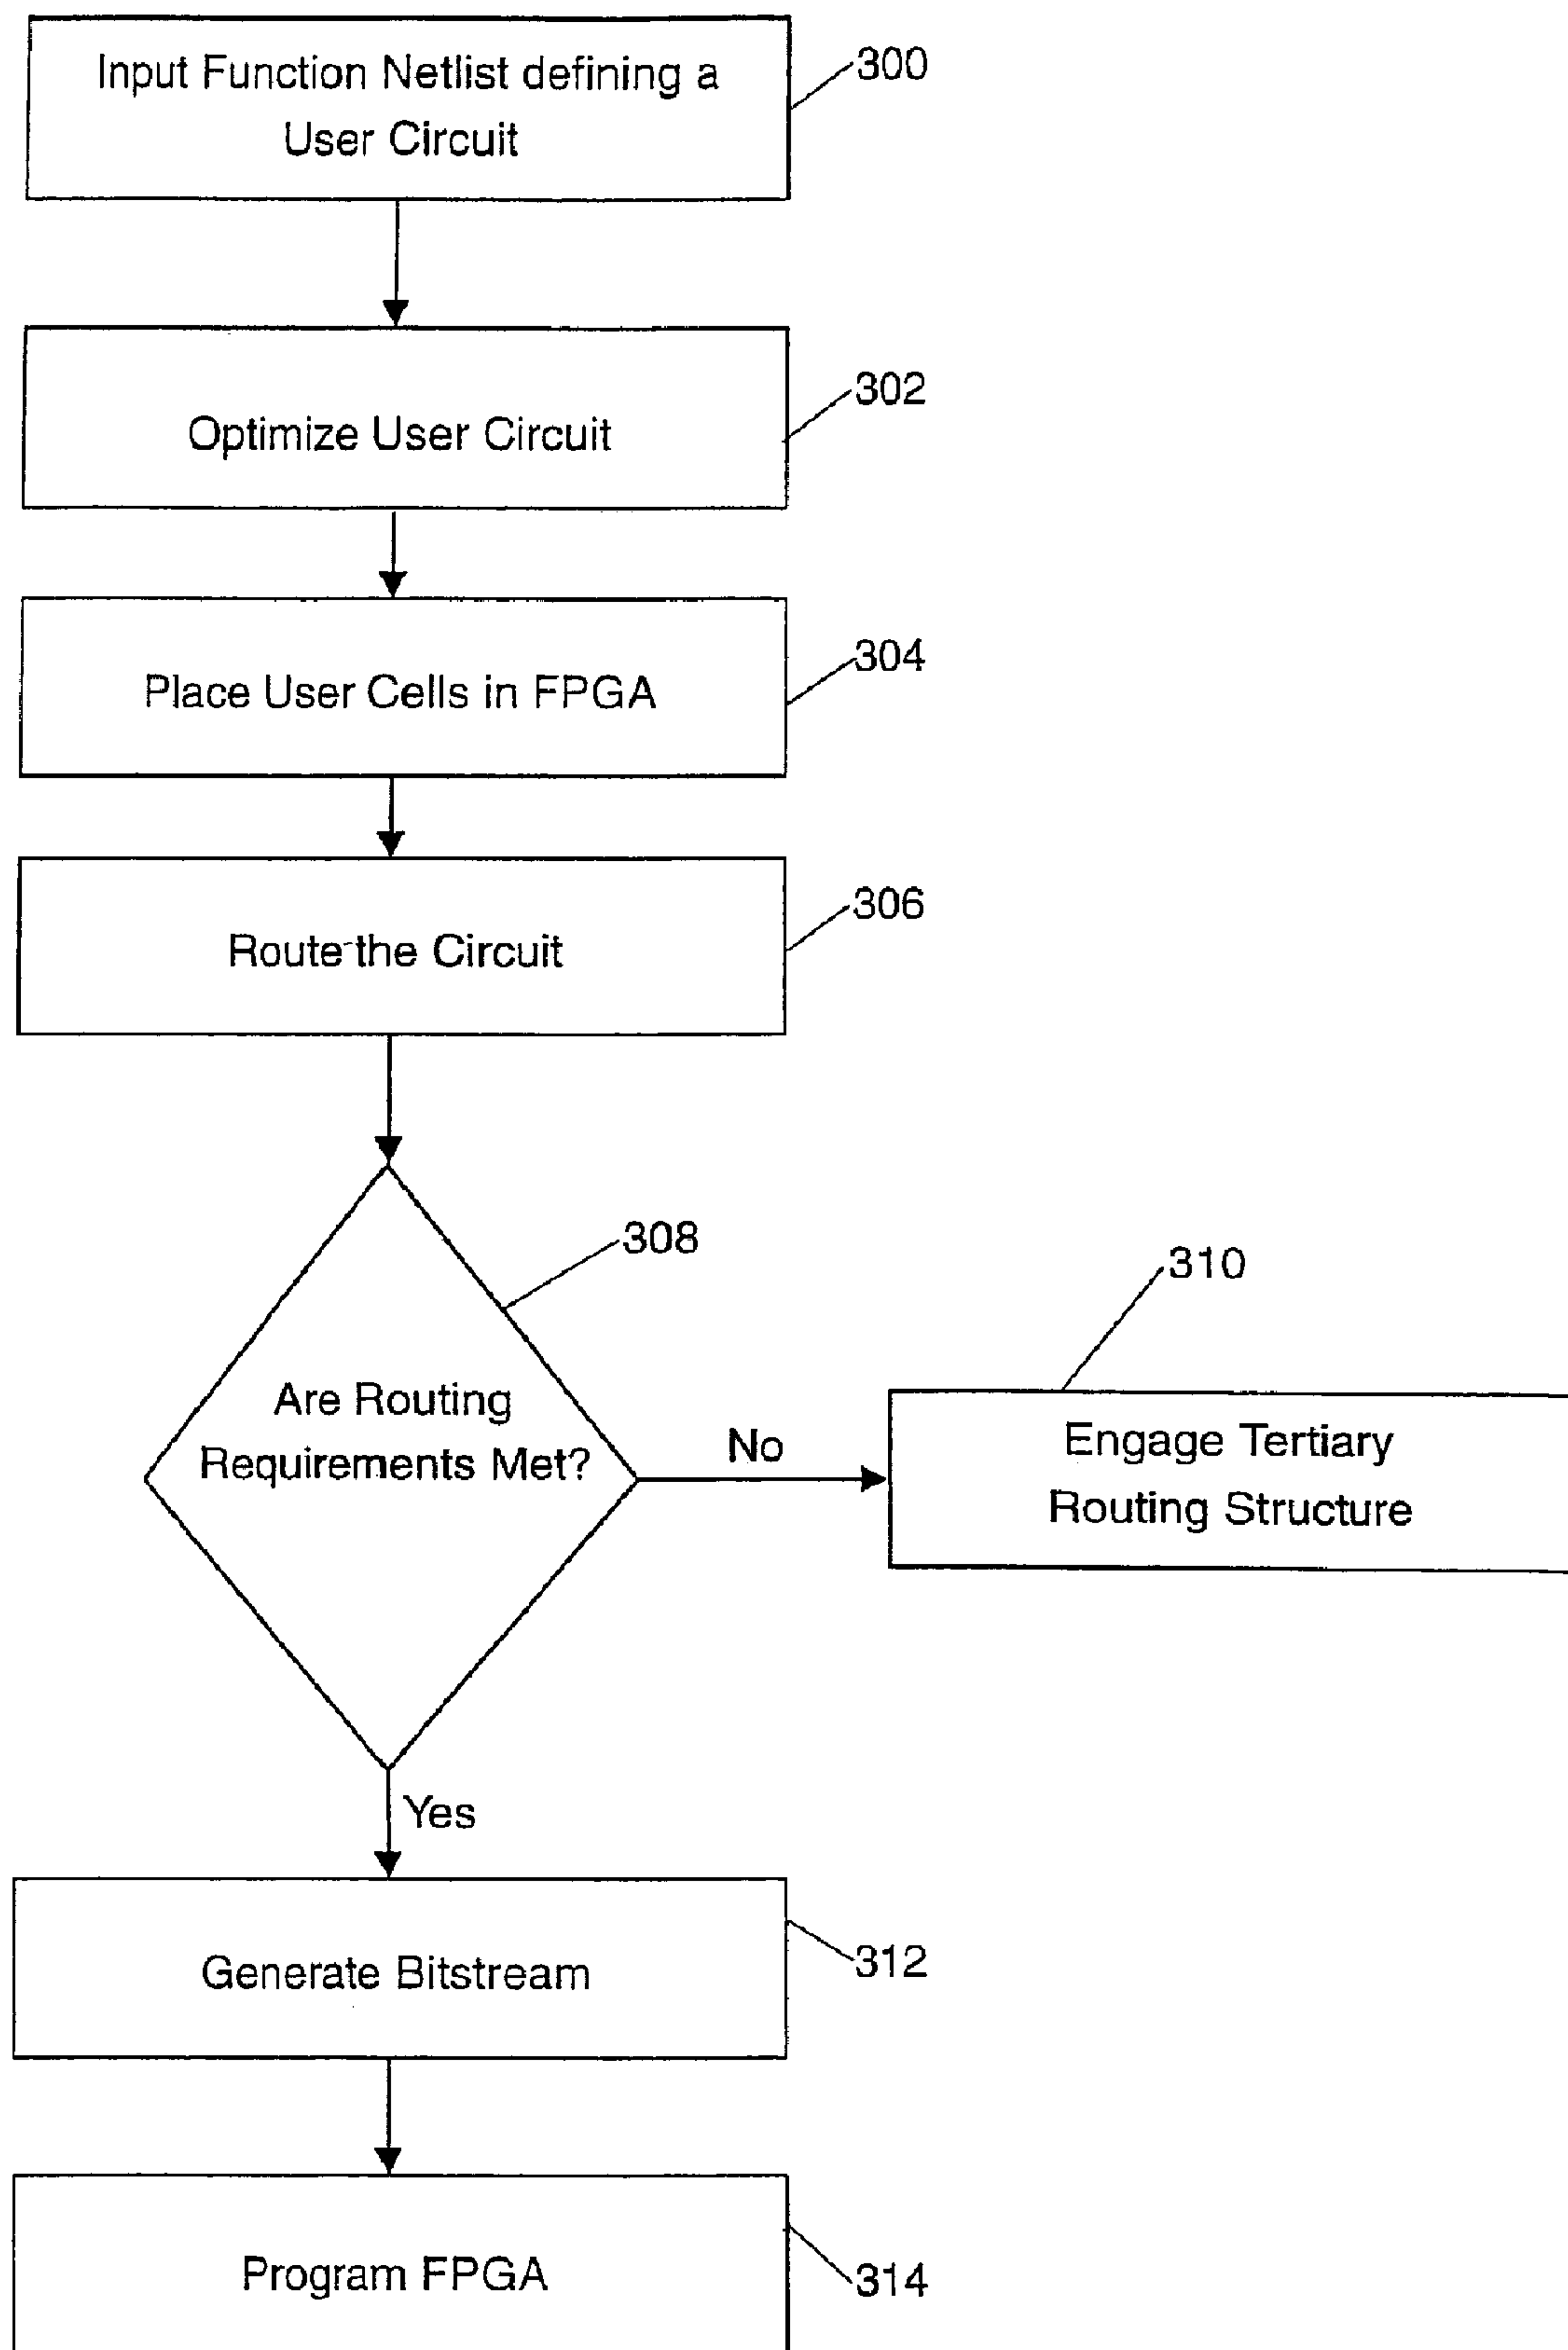 Input Function Netlist defining a
User Circuit
300
Optimize User Circuit
302
Place User Cells in FPGA
304
Route the Circuit
306
308
Are Routing
Requirements Met?
No
310
Engage Tertiary
Routing Structure
Yes
Generate Bitstream
312
Program FPGA
314